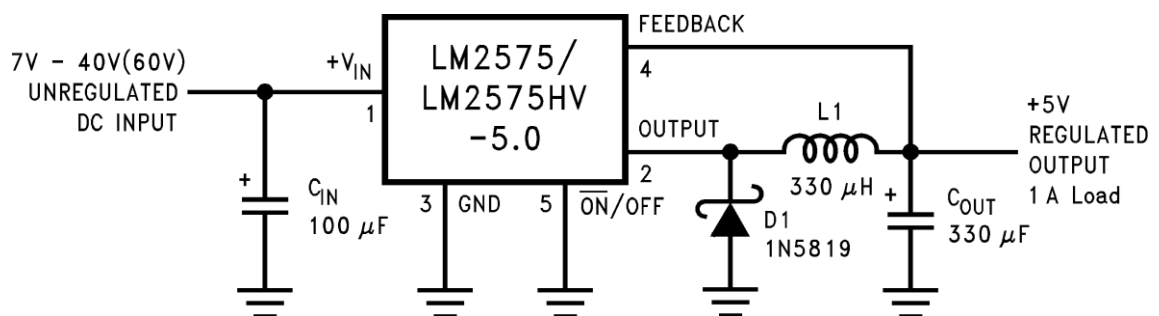 7V - 40V(60V)
UNREGULATED
DC INPUT
+VIN
1
LM2575/
LM2575HV
-5.0
FEEDBACK
4
OUTPUT
2
L1
330 μH
+5V
REGULATED
OUTPUT
1 A Load
+
CIN
100 μF
3
GND
5
ON/OFF
D1
1N5819
+
COUT
330 μF